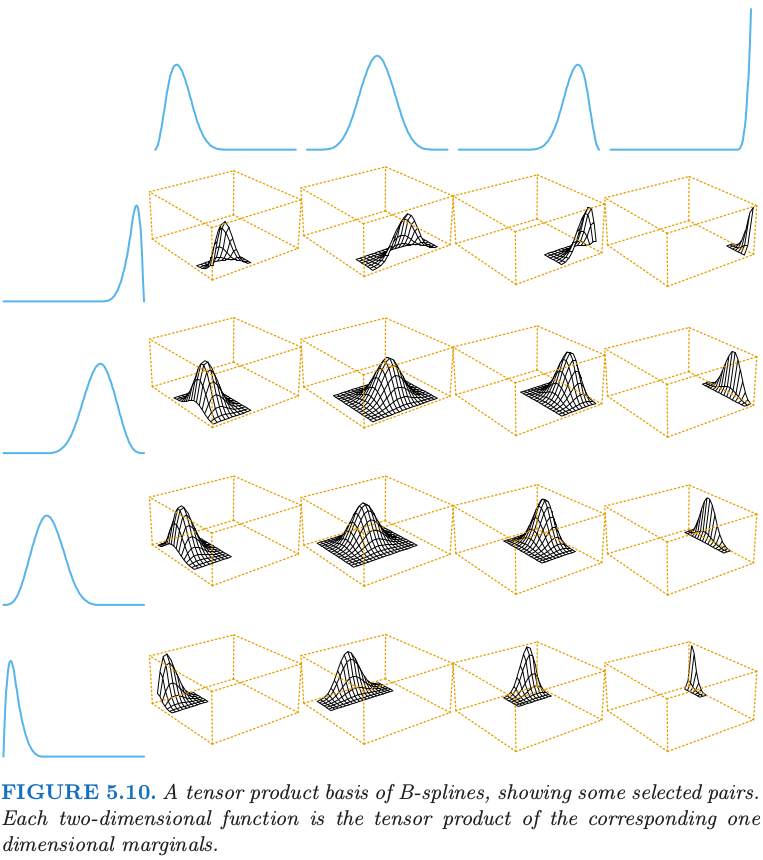 FIGURE 5.10. A tensor product basis of B-splines, showing some selected pairs.
Each two-dimensional function is the tensor product of the corresponding one
dimensional marginals.